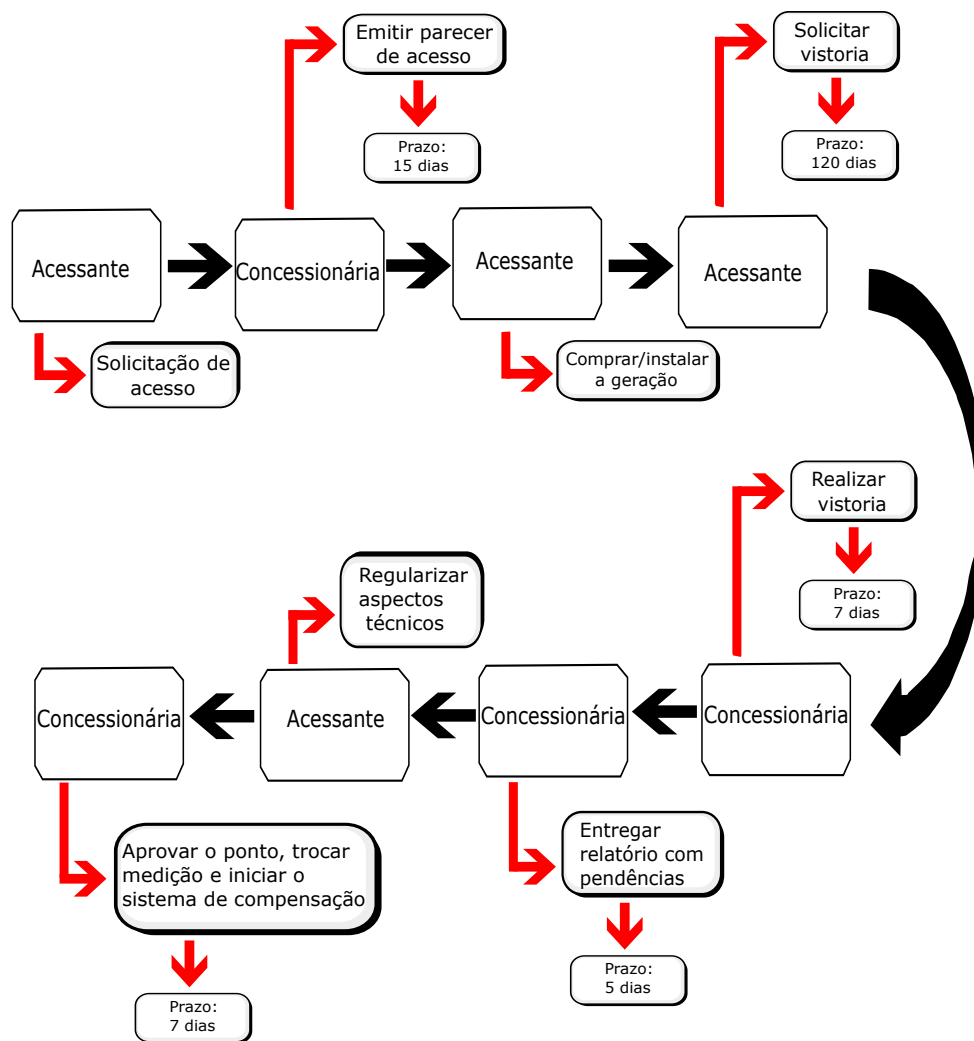 Emitir parecer
de acesso
Prazo:
15 dias
Solicitar
vistoria
Prazo:
120 dias
Acessante
Concessionária
Acessante
Acessante
Solicitação de
acesso
Comprar/instalar
a geração
Realizar
vistoria
Prazo:
7 dias
Regularizar
aspectos
técnicos
Concessionária
Acessante
Concessionária
Concessionária
Aprovar o ponto, trocar
medição e iniciar o
sistema de compensação
Prazo:
7 dias
Entregar
relatório com
pendências
Prazo:
5 dias